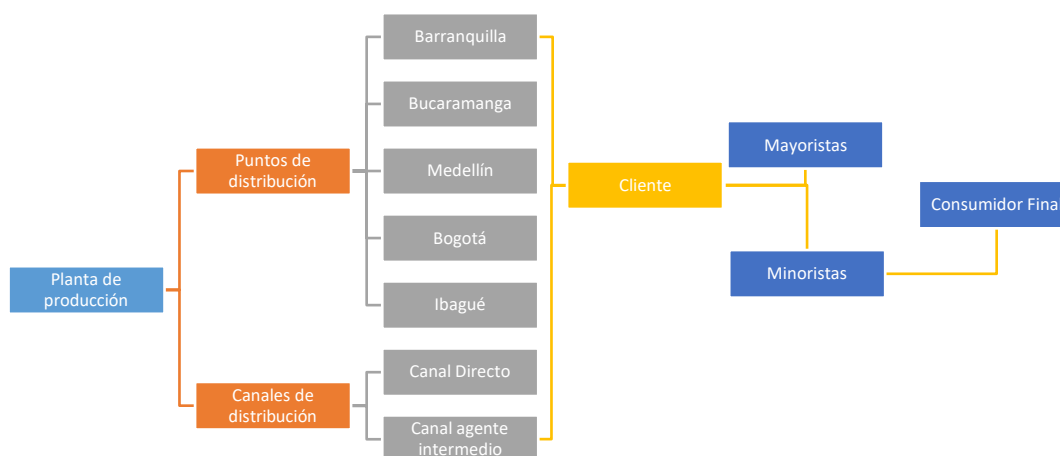 Planta de
producción
Puntos de
distribución
Canales de
distribución
Barranquilla
Bucaramanga
Medellín
Bogotá
Ibagué
Canal Directo
Canal agente
intermedio
Cliente
Mayoristas
Minoristas
Consumidor Final